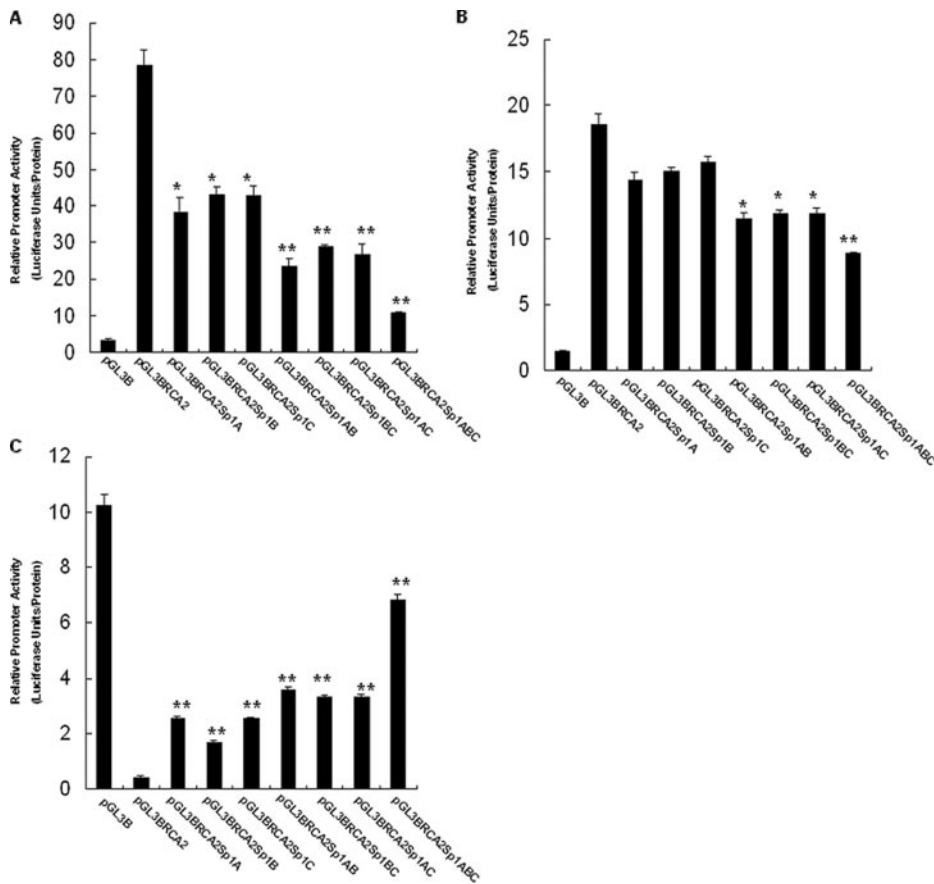 A
Relative Promoter Activity
(Luciferase Units/Protein)
90
80
70
60
50
40
30
20
10
0
*
*
*
**
**
**
**
pGL3B
pGL3BRCA2
pGL3BRCA2Sp1A
pGL3BRCA2Sp1B
pGL3BRCA2Sp1C
pGL3BRCA2Sp1AB
pGL3BRCA2Sp1BC
pGL3BRCA2Sp1AC
pGL3BRCA2Sp1ABC
B
Relative Promoter Activity
(Luciferase Units/Protein)
25
20
15
10
5
0
*
*
*
**
pGL3B
pGL3BRCA2
pGL3BRCA2Sp1A
pGL3BRCA2Sp1B
pGL3BRCA2Sp1C
pGL3BRCA2Sp1AB
pGL3BRCA2Sp1BC
pGL3BRCA2Sp1AC
pGL3BRCA2Sp1ABC
C
Relative Promoter Activity
(Luciferase Units/Protein)
12
10
8
6
4
2
0
**
**
**
**
**
**
**
pGL3B
pGL3BRCA2
pGL3BRCA2Sp1A
pGL3BRCA2Sp1B
pGL3BRCA2Sp1C
pGL3BRCA2Sp1AB
pGL3BRCA2Sp1BC
pGL3BRCA2Sp1AC
pGL3BRCA2Sp1ABC